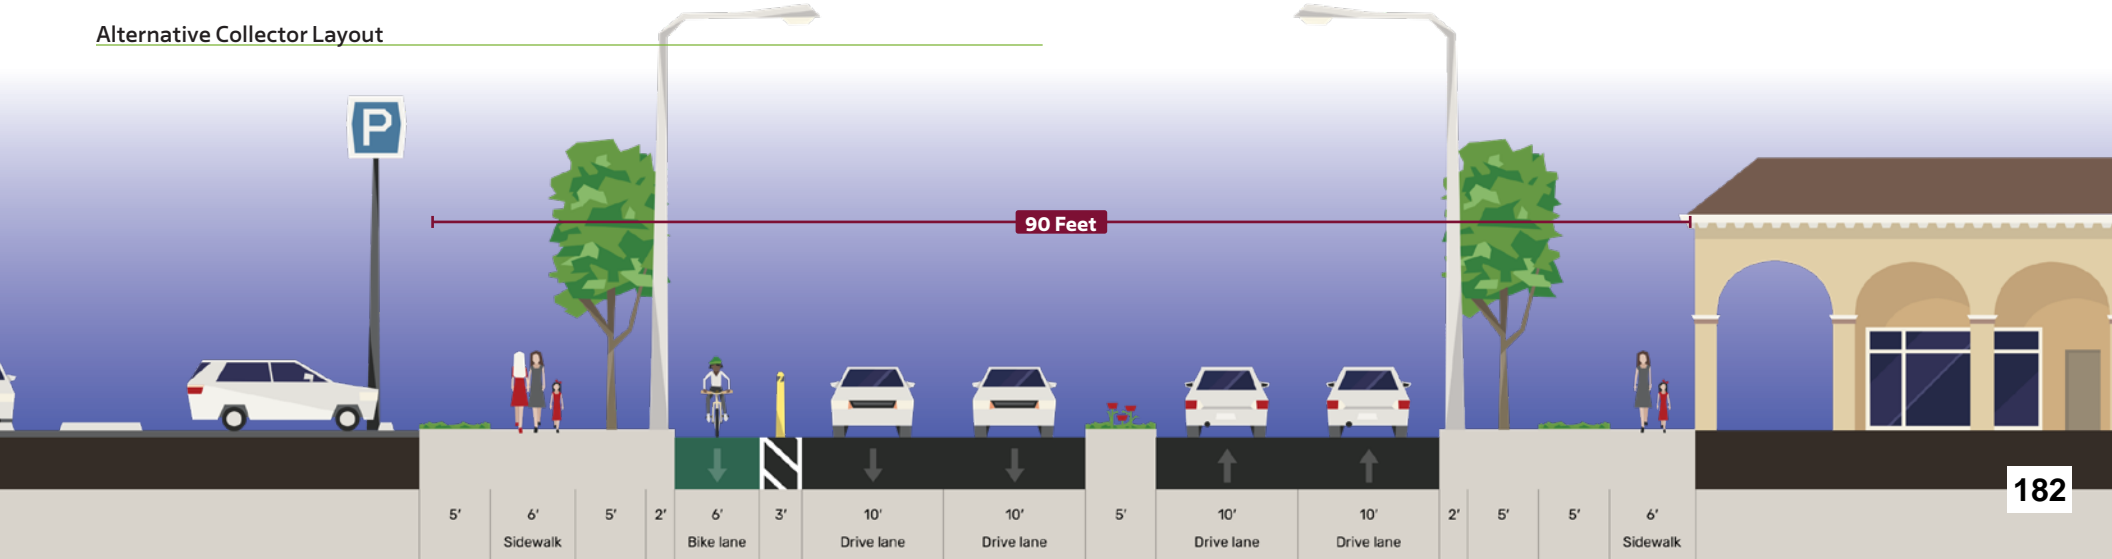 Alternative Collector Layout
P
90 Feet
182
5' 6' 5' 2' 6' 3' 10' 10' 5' 10' 10' 2' 5' 5' 6'
Sidewalk Bike lane Drive lane Drive lane Drive lane Drive lane Sidewalk